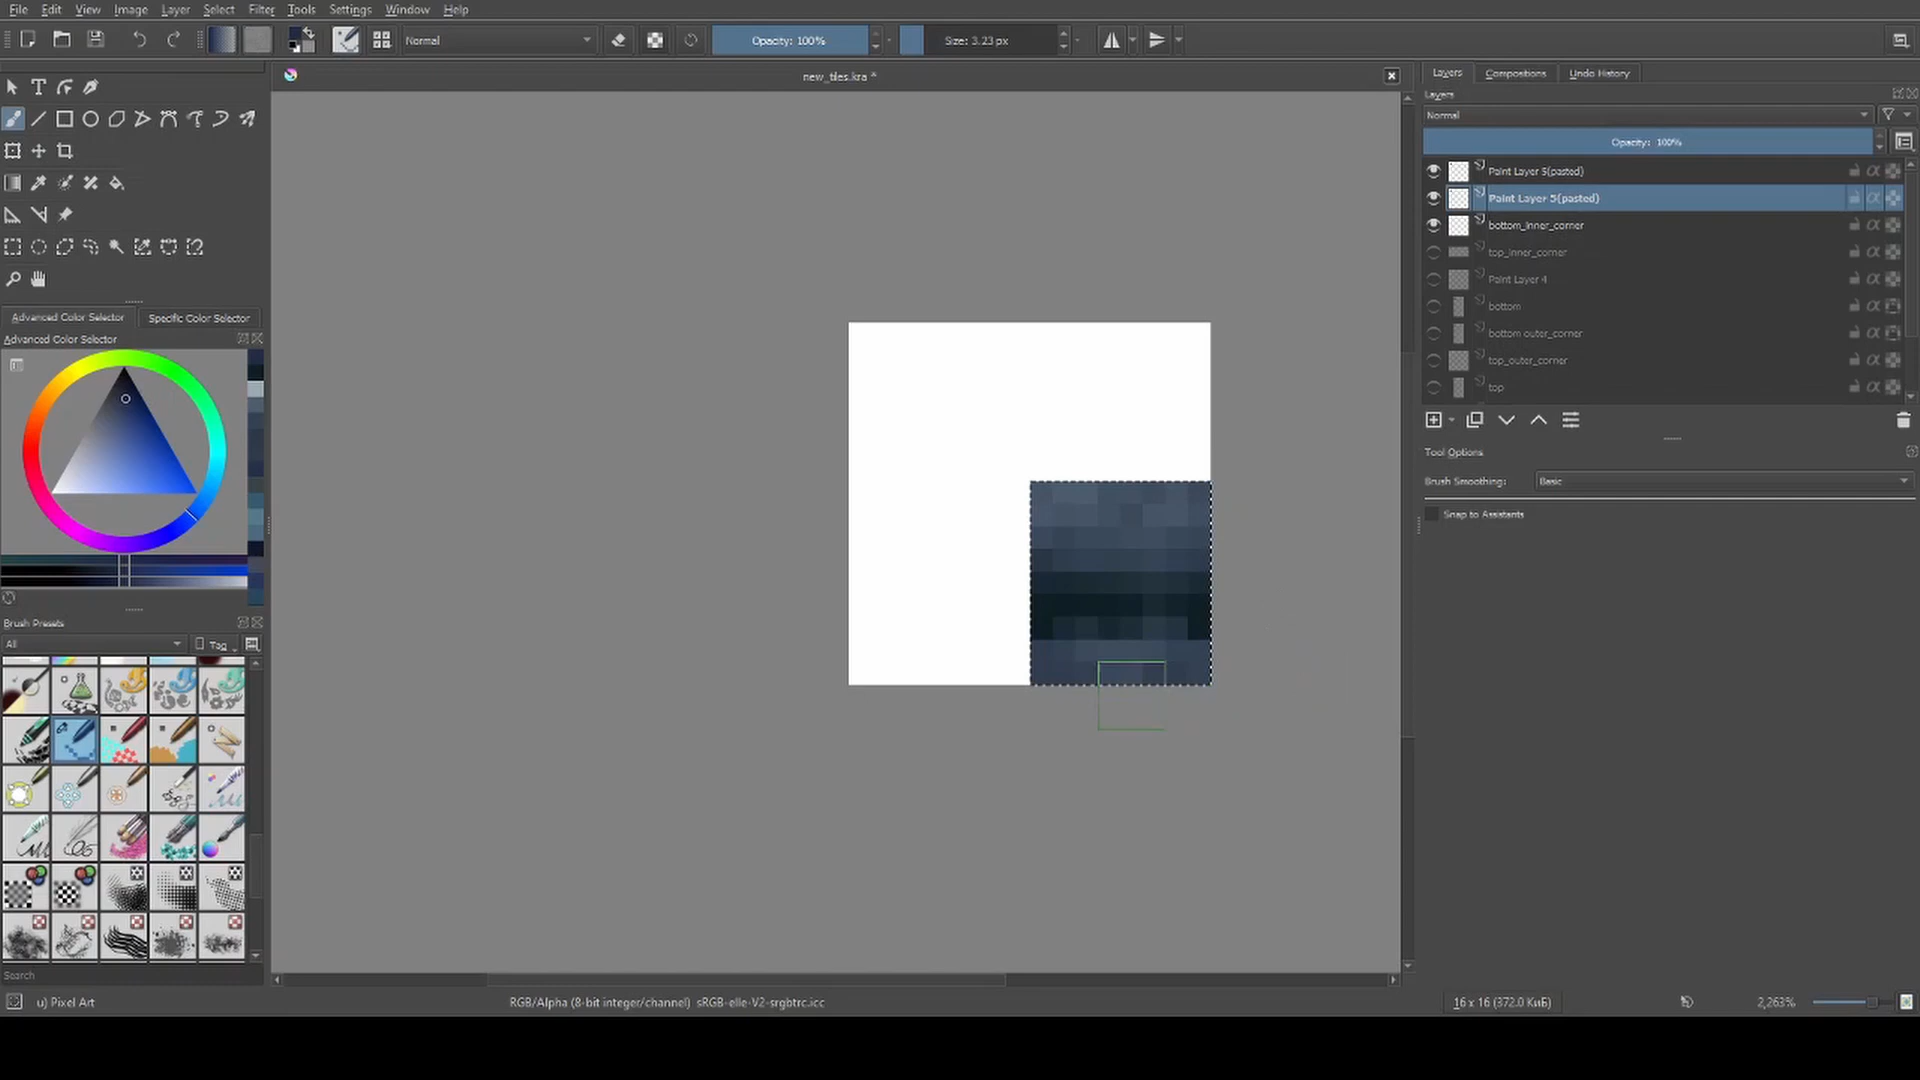 File Edit View Image Layer Select Filter Tools Settings Window Help
Normal
Opacity: 100%
Size: 3.23 px
new_tiles.kra *
Layers Compositions Undo History
Layers
Normal
Opacity: 100%
Paint Layer 5(pasted)
Paint Layer 5(pasted)
bottom_inner_corner
top_inner_corner
Paint Layer 4
bottom
bottom outer_corner
top_outer_corner
top
Tool Options
Brush Smoothing: Basic
Snap to Assistants
Advanced Color Selector Specific Color Selector
Advanced Color Selector
Brush Presets
All
Tag
Search
u) Pixel Art
RGB/Alpha (8-bit integer/channel) sRGB-elle-V2-srgbtrc.icc
16 x 16 (372.0 КиБ)
2,263%